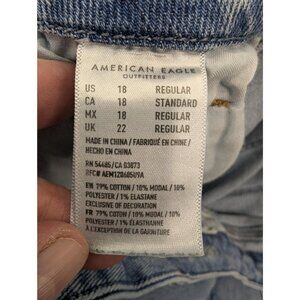 AMERICAN EAGLE
OUTFITTERS
US 18 REGULAR
CA 18 STANDARD
MX 18 REGULAR
UK 22 REGULAR
MADE IN CHINA / FABRIQUÉ EN CHINE /
HECHO EN CHINA
RN 54485/CA 03873
EN 79% COTTON / 10% MODAL / 10%
POLYESTER / 1% ELASTANE
EXCLUSIVE OF DECORATION
FR 79% COTON / 10% MODAL / 10%
POLYESTER / 1% ÉLASTHANNE
À L'EXCEPTION DE LA GARNITURE